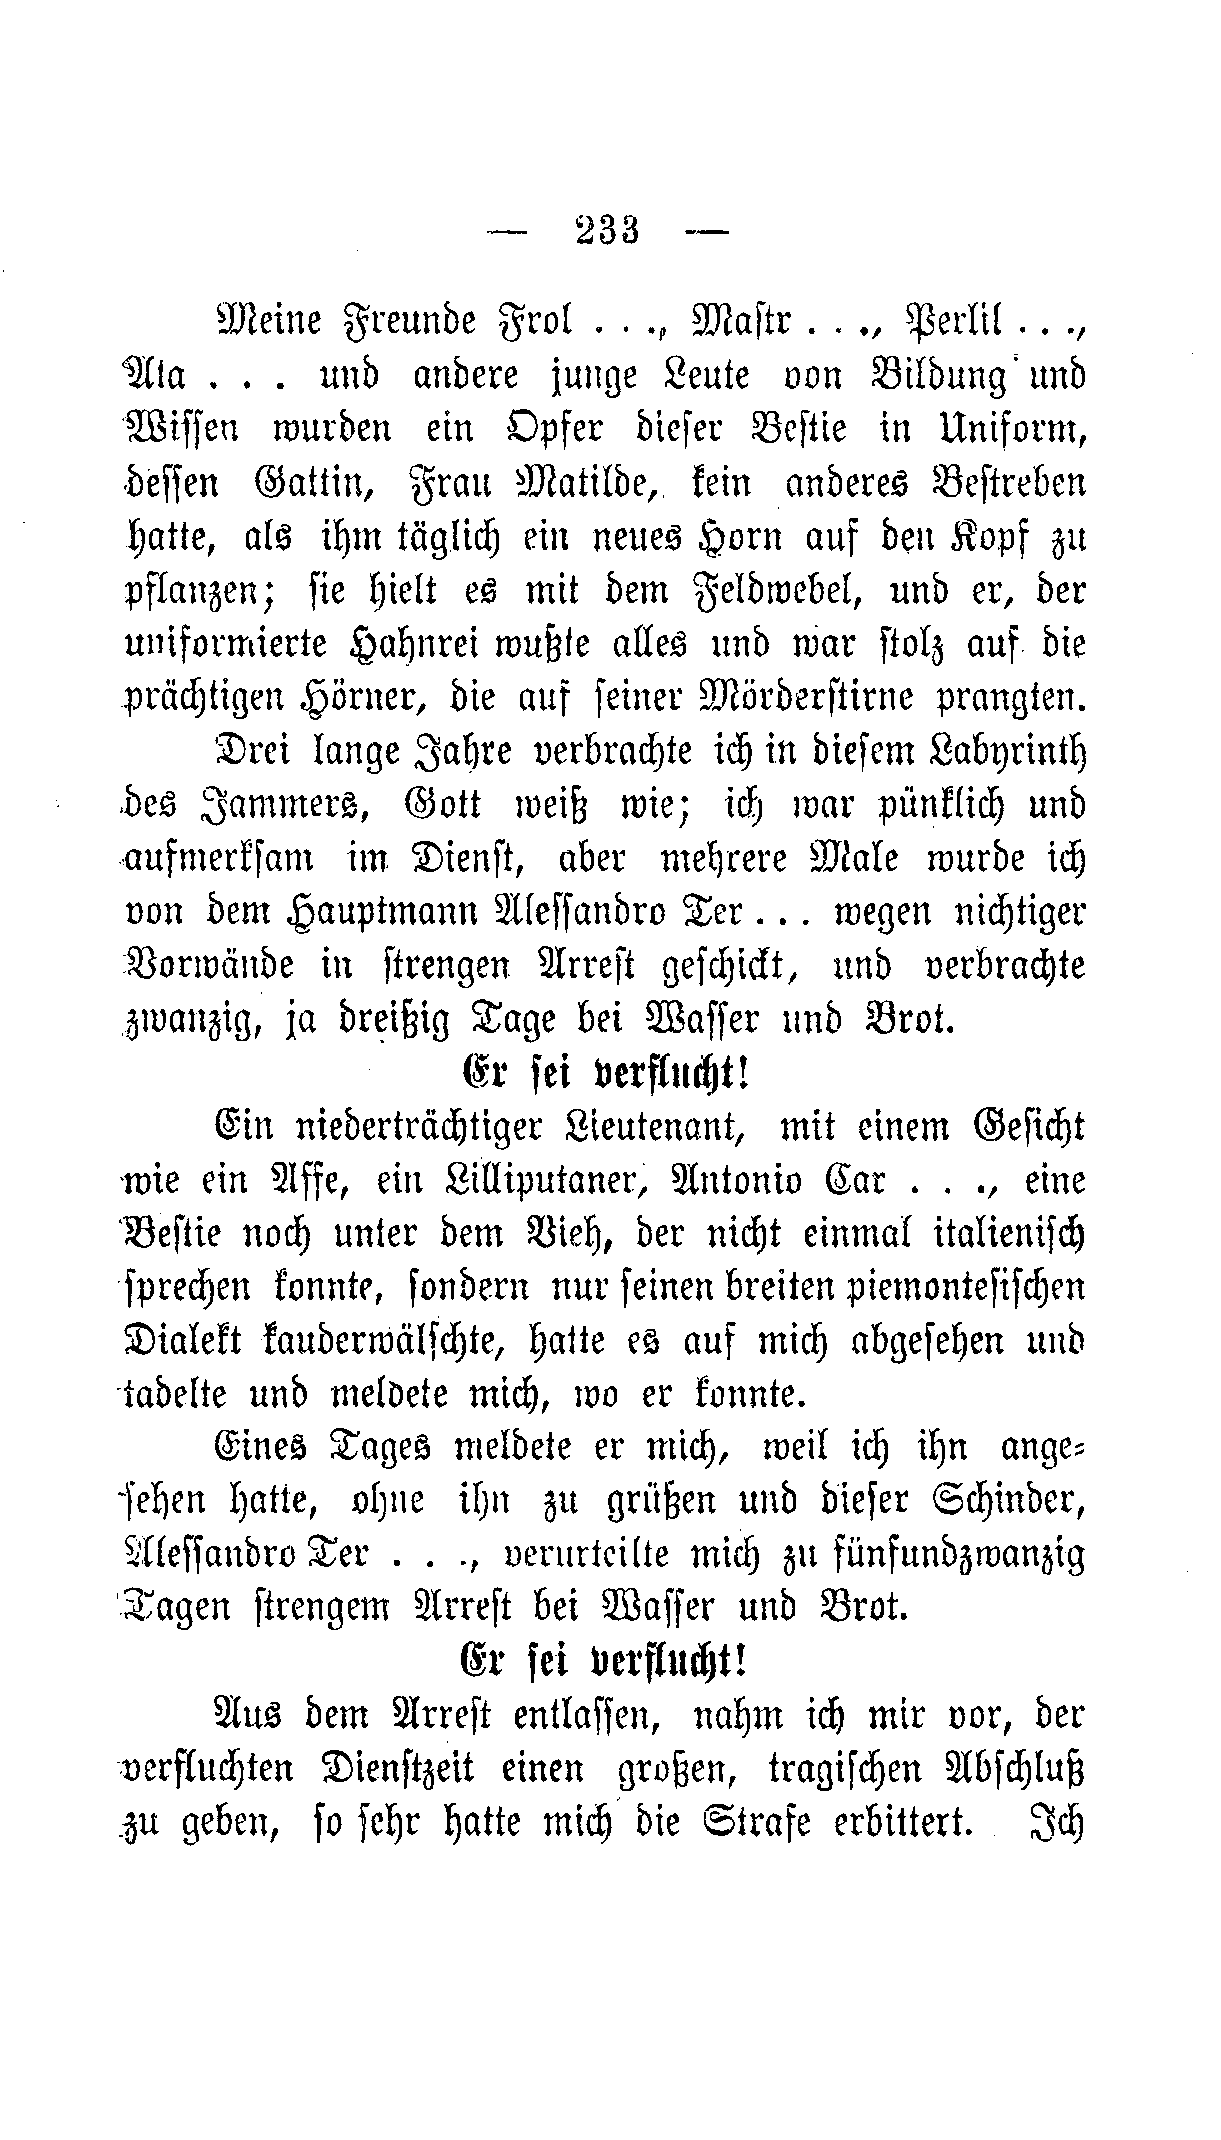 — 233 —
Meine Freunde Frol . . ., Mastr . . ., Perlil . . .,
Ala . . . und andere junge Leute von Bildung und
Wissen wurden ein Opfer dieser Bestie in Uniform,
dessen Gattin, Frau Matilde, kein anderes Bestreben
hatte, als ihm täglich ein neues Horn auf den Kopf zu
pflanzen; sie hielt es mit dem Feldwebel, und er, der
uniformierte Hahnrei wußte alles und war stolz auf die
prächtigen Hörner, die auf seiner Mörderstirne prangten.
Drei lange Jahre verbrachte ich in diesem Labyrinth
des Jammers, Gott weiß wie; ich war pünklich und
aufmerksam im Dienst, aber mehrere Male wurde ich
von dem Hauptmann Alessandro Ter . . . wegen nichtiger
Vorwände in strengen Arrest geschickt, und verbrachte
zwanzig, ja dreißig Tage bei Wasser und Brot.
Er sei verflucht!
Ein niederträchtiger Lieutenant, mit einem Gesicht
wie ein Affe, ein Lilliputaner, Antonio Car . . ., eine
Bestie noch unter dem Vieh, der nicht einmal italienisch
sprechen konnte, sondern nur seinen breiten piemontesischen
Dialekt kauderwälschte, hatte es auf mich abgesehen und
tadelte und meldete mich, wo er konnte.
Eines Tages meldete er mich, weil ich ihn ange-
sehen hatte, ohne ihn zu grüßen und dieser Schinder,
Alessandro Ter . . ., verurteilte mich zu fünfundzwanzig
Tagen strengem Arrest bei Wasser und Brot.
Er sei verflucht!
Aus dem Arrest entlassen, nahm ich mir vor, der
verfluchten Dienstzeit einen großen, tragischen Abschluß
zu geben, so sehr hatte mich die Strafe erbittert. Ich